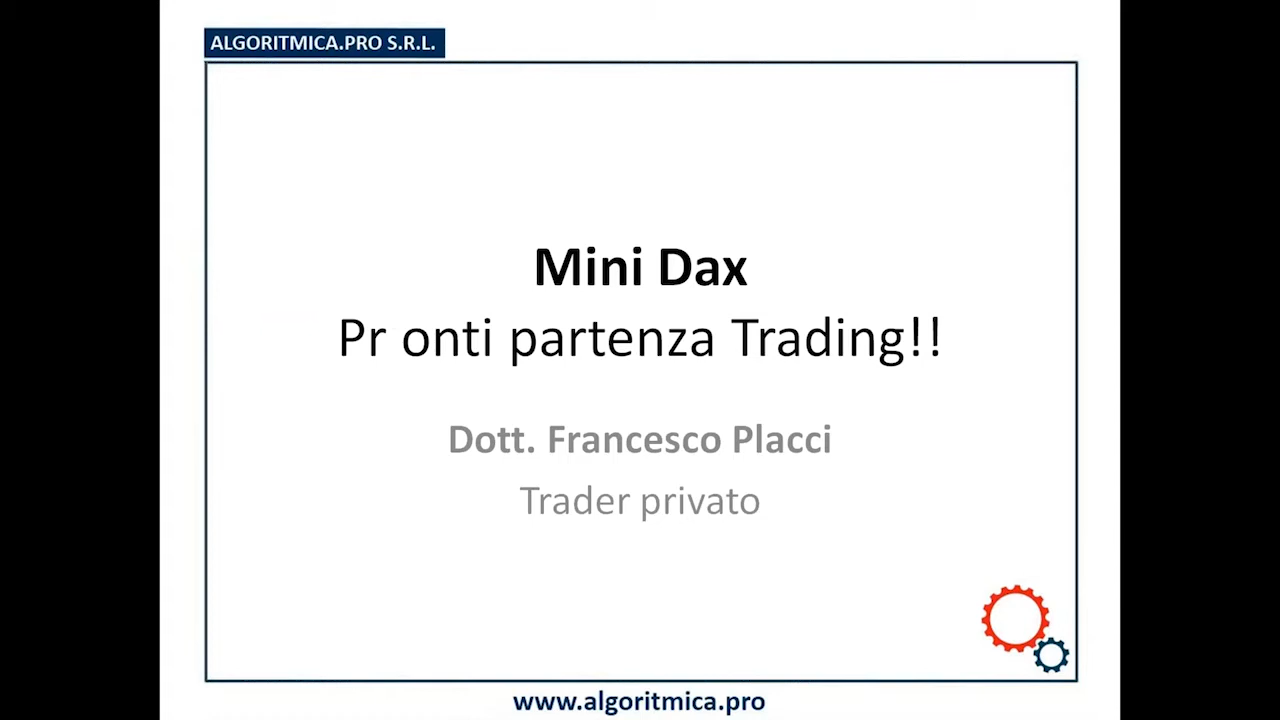 ALGORITMICA.PRO S.R.L.
Mini Dax
Pr onti partenza Trading!!
Dott. Francesco Placci
Trader privato
www.algoritmica.pro